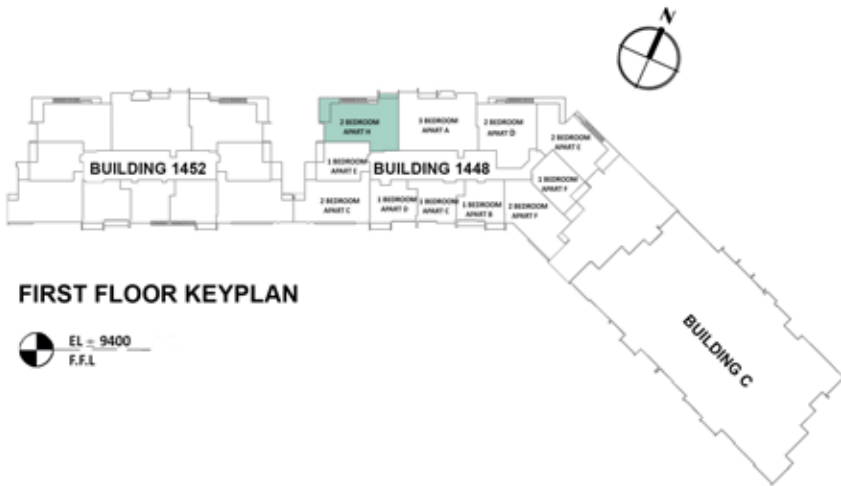 N
2 BEDROOM
APART H
3 BEDROOM
APART A
2 BEDROOM
APART D
2 BEDROOM
APART E
BUILDING 1452
1 BEDROOM
APART E
BUILDING 1448
1 BEDROOM
APART F
2 BEDROOM
APART C
1 BEDROOM
APART D
1 BEDROOM
APART C
1 BEDROOM
APART B
2 BEDROOM
APART F
FIRST FLOOR KEYPLAN
EL = 9400
F.F.L
BUILDING C